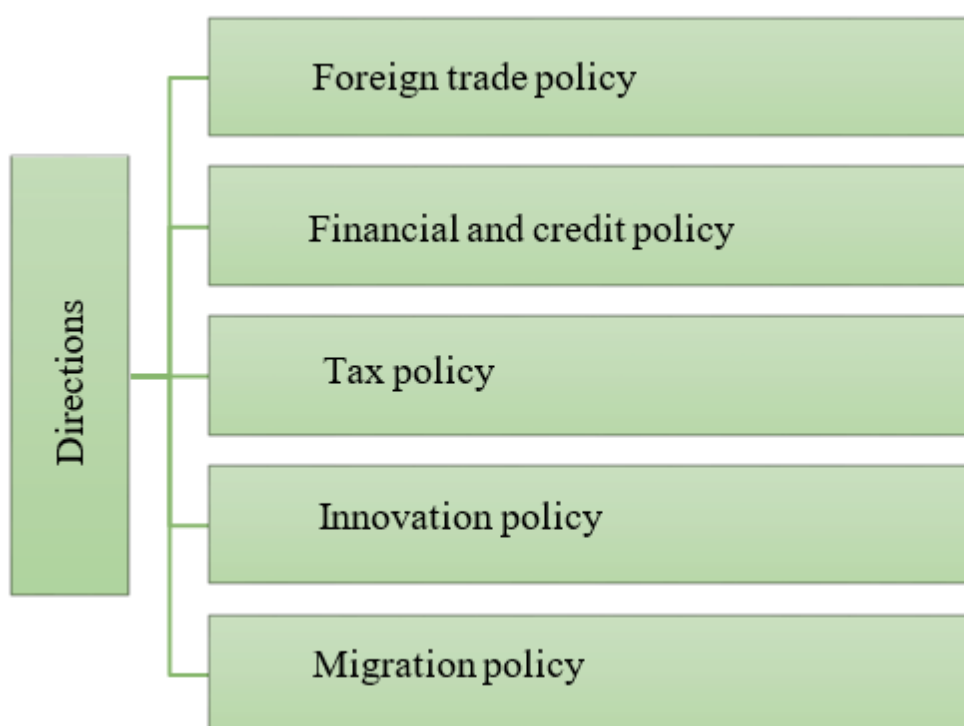 Directions
Foreign trade policy
Financial and credit policy
Tax policy
Innovation policy
Migration policy